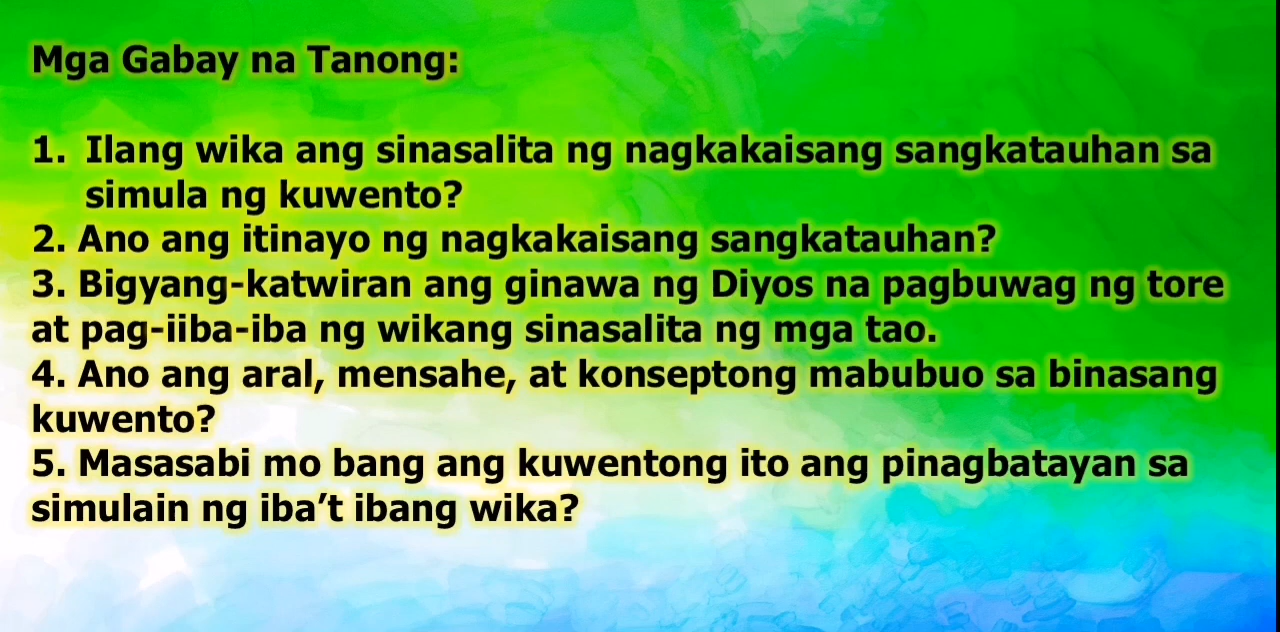 Mga Gabay na Tanong:
1. Ilang wika ang sinasalita ng nagkakaisang sangkatauhan sa
simula ng kuwento?
2. Ano ang itinayo ng nagkakaisang sangkatauhan?
3. Bigyang-katwiran ang ginawa ng Diyos na pagbuwag ng tore
at pag-iiba-iba ng wikang sinasalita ng mga tao.
4. Ano ang aral, mensahe, at konseptong mabubuo sa binasang
kuwento?
5. Masasabi mo bang ang kuwentong ito ang pinagbatayan sa
simulain ng iba’t ibang wika?